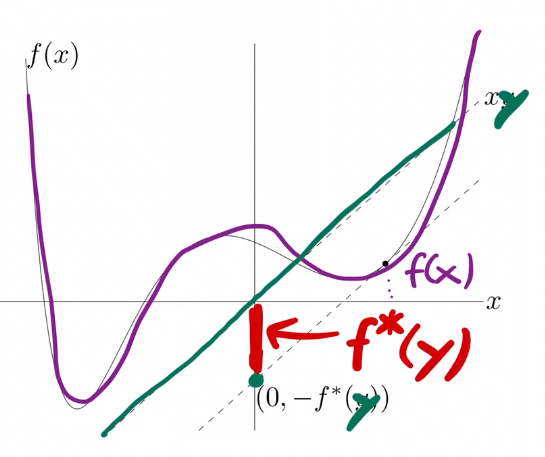 f(x)
xy
f(x)
x
f*(y)
(0, −f*(y))